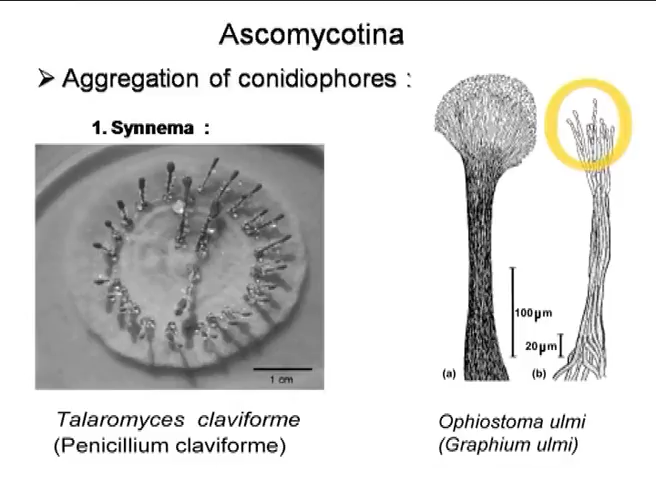 Ascomycotina
➢ Aggregation of conidiophores :
1. Synnema :
1 cm
100µm
20µm
(a) (b)
Talaromyces claviforme
(Penicillium claviforme)
Ophiostoma ulmi
(Graphium ulmi)